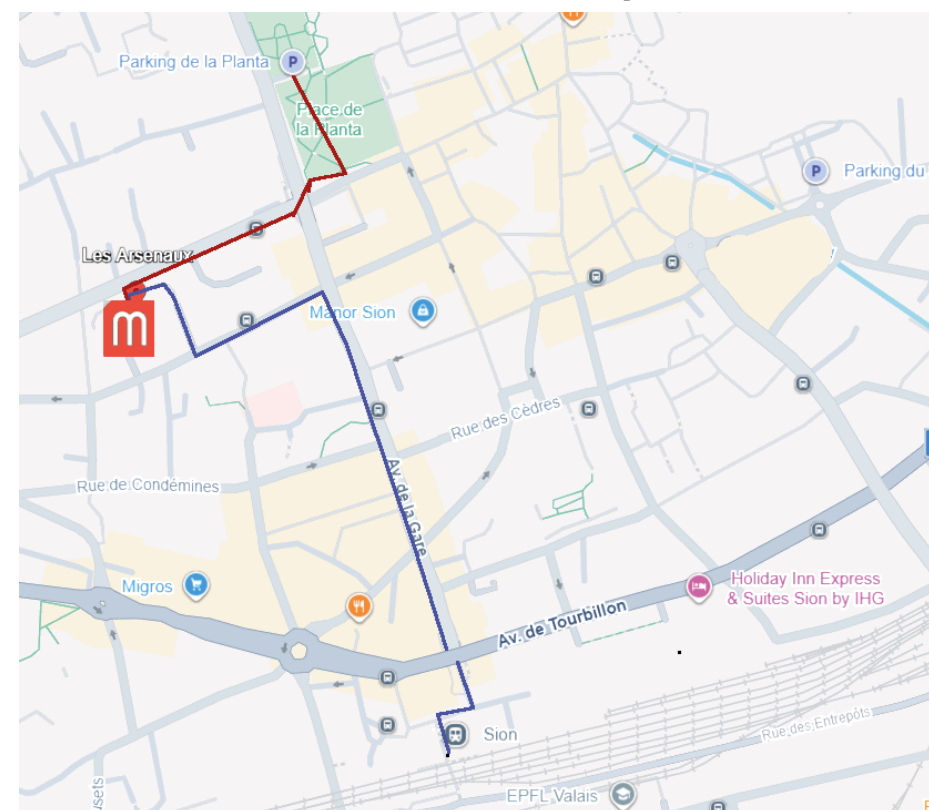 Parking de la Planta
P
Place de
la Planta
P
Parking du
Les Arsenaux
m
Manor Sion
Rue des Cèdres
Rue de Condémines
Av. de la Gare
Migros
Holiday Inn Express
& Suites Sion by IHG
Av. de Tourbillon
Sion
Rue des Entrepôts
EPFL Valais